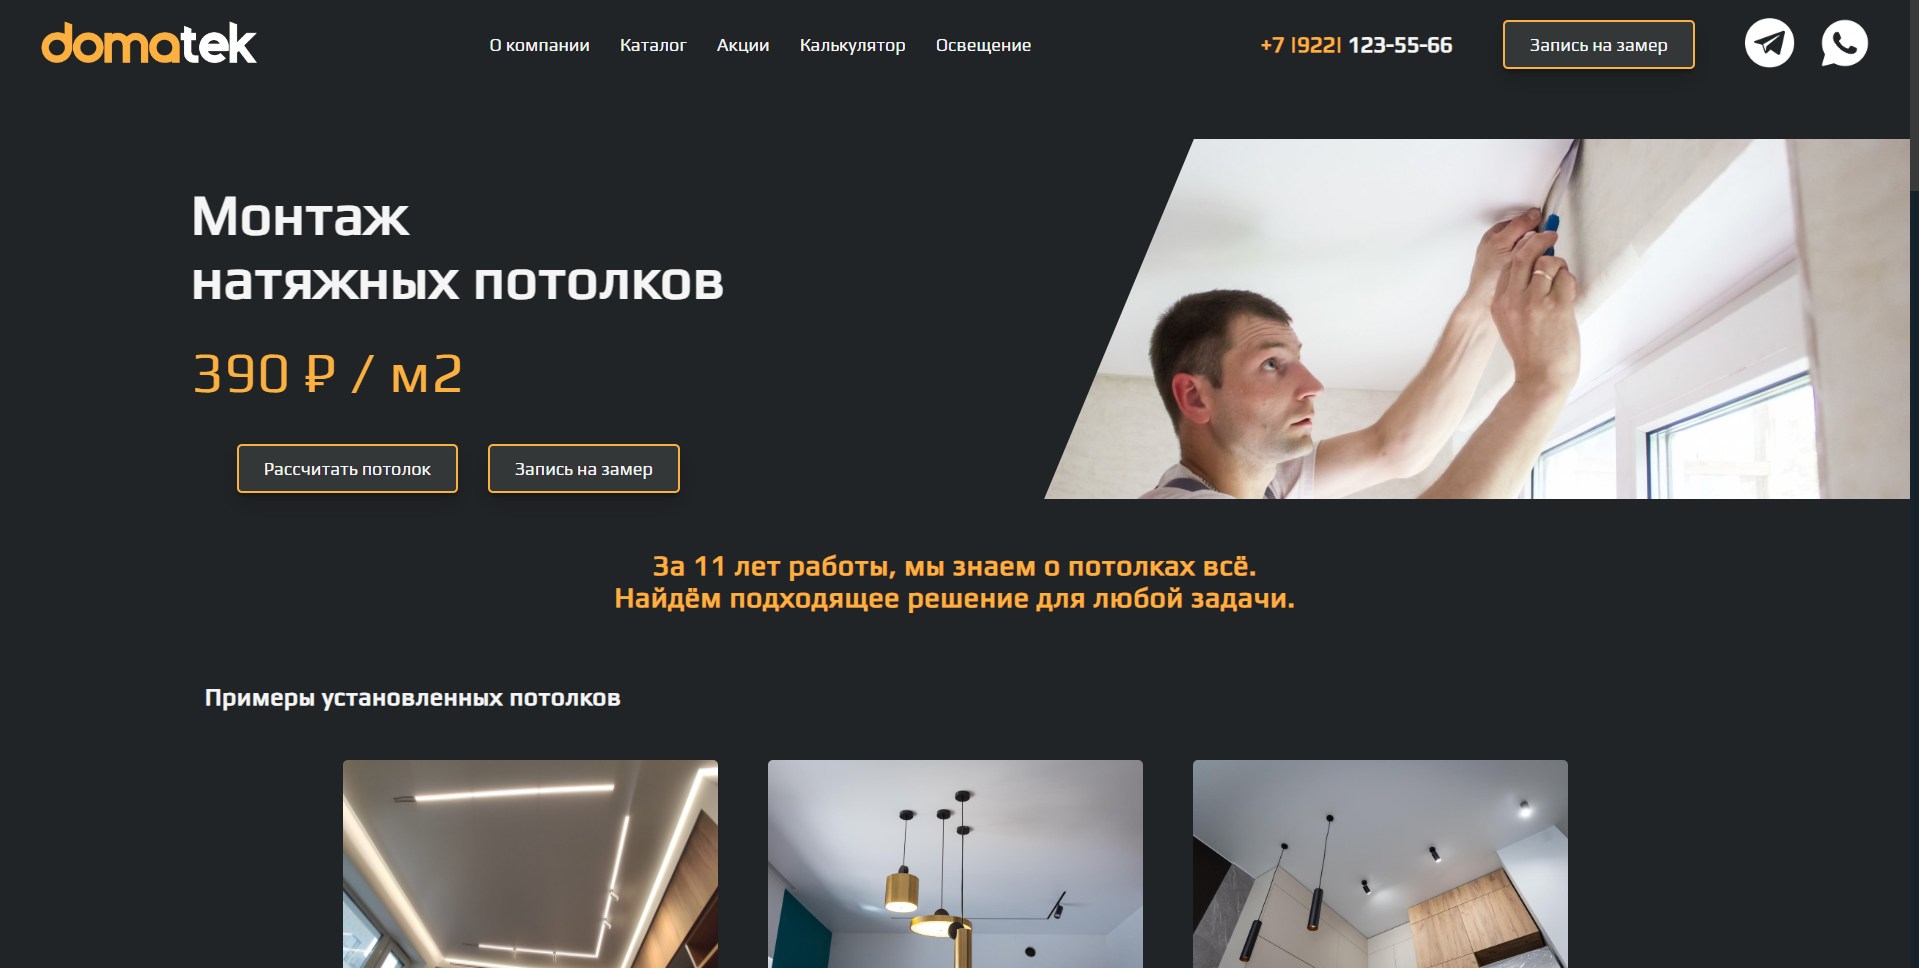 domatek
О компании
Каталог
Акции
Калькулятор
Освещение
+7 |922| 123-55-66
Запись на замер
Монтаж
натяжных потолков
390 ₽ / м2
Рассчитать потолок
Запись на замер
За 11 лет работы, мы знаем о потолках всё.
Найдём подходящее решение для любой задачи.
Примеры установленных потолков